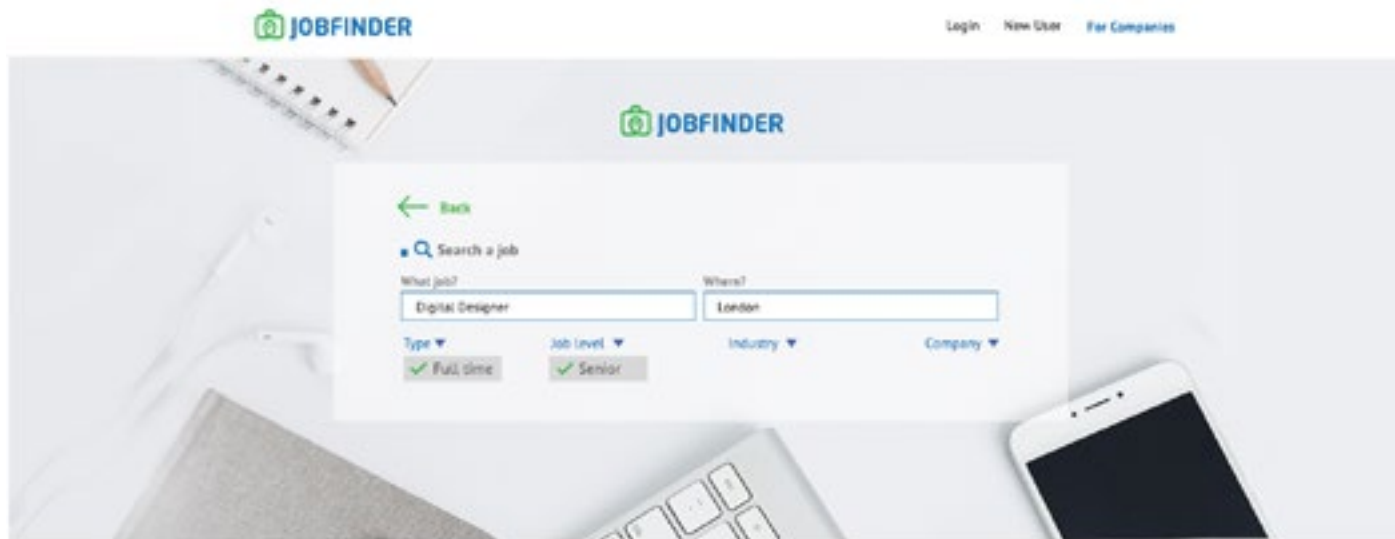 JOBFINDER
Login New User For Companies
JOBFINDER
Back
Search a job
What job? Where?
Digital Designer London
Type Job level Industry Company
Full time Senior